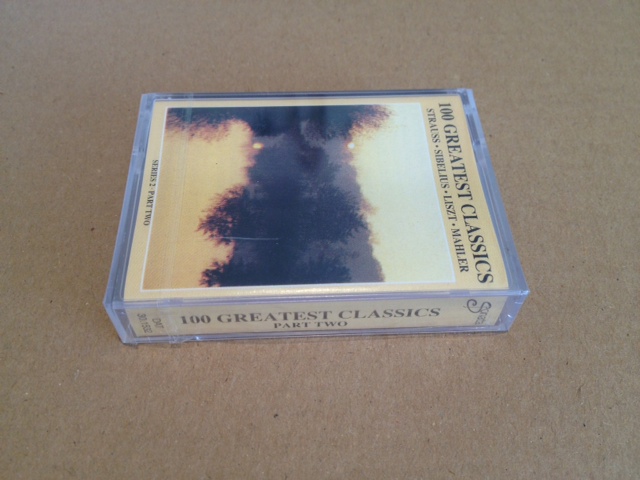 100 GREATEST CLASSICS
STRAUSS • SIBELIUS • LISZT • MAHLER
SERIES 2 · PART TWO
100 GREATEST CLASSICS
PART TWO